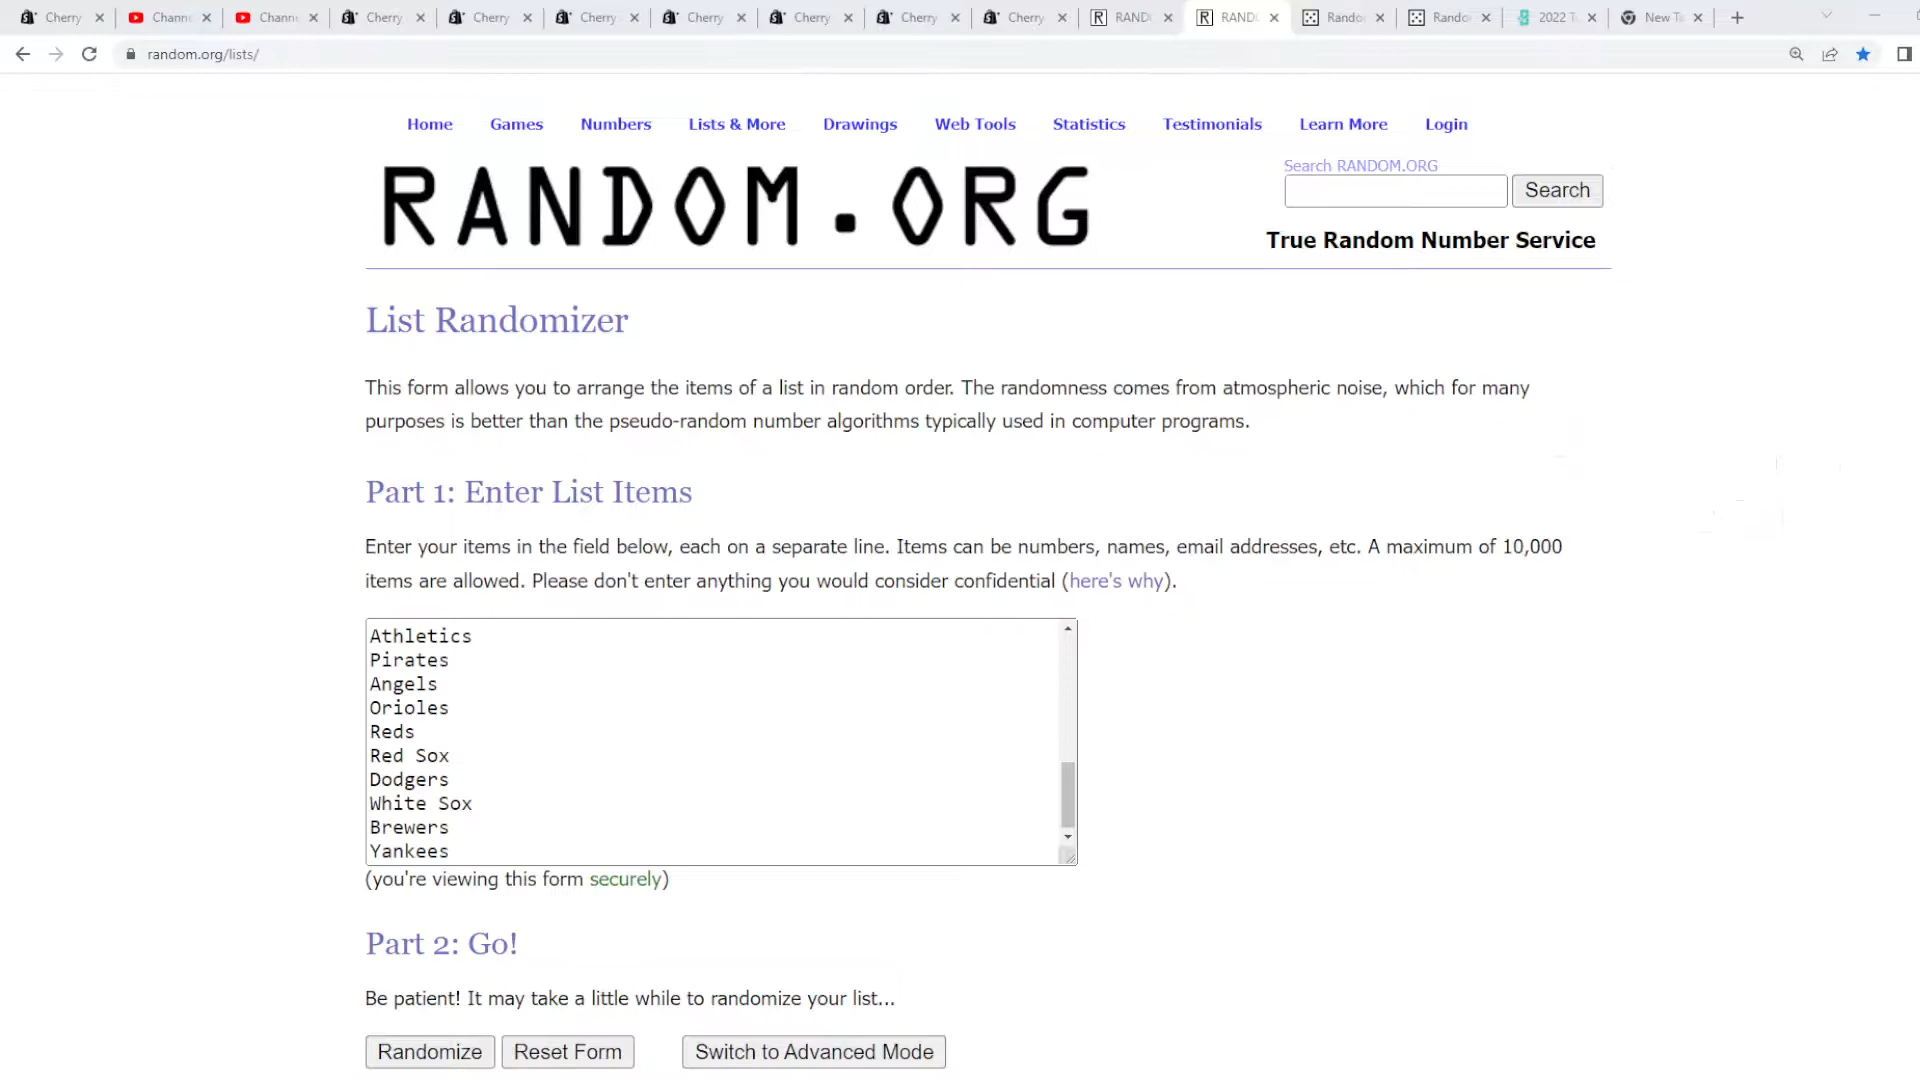 Cherry Channe Channe Cherry Cherry Cherry Cherry Cherry Cherry Cherry RAND RAND Rando Rando 2022 T New Ta
random.org/lists/
Home Games Numbers Lists & More Drawings Web Tools Statistics Testimonials Learn More Login
Search RANDOM.ORG
RANDOM.ORG
Search
True Random Number Service
List Randomizer
This form allows you to arrange the items of a list in random order. The randomness comes from atmospheric noise, which for many
purposes is better than the pseudo-random number algorithms typically used in computer programs.
Part 1: Enter List Items
Enter your items in the field below, each on a separate line. Items can be numbers, names, email addresses, etc. A maximum of 10,000
items are allowed. Please don't enter anything you would consider confidential (here's why).
Athletics
Pirates
Angels
Orioles
Reds
Red Sox
Dodgers
White Sox
Brewers
Yankees
(you're viewing this form securely)
Part 2: Go!
Be patient! It may take a little while to randomize your list...
Randomize Reset Form Switch to Advanced Mode